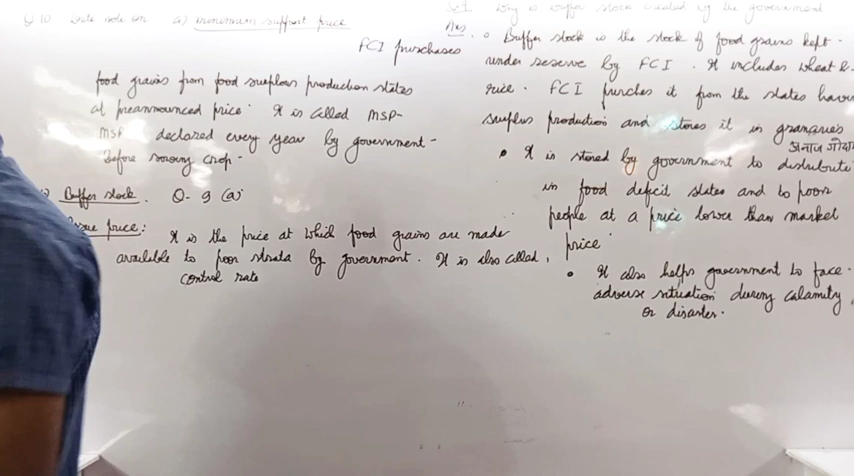 Q 10 Write note on a) minimum support price
FCI purchases
food grains from food surplus production states
at preannounced price. It is called MSP-
MSP declared every year by government-
Before sowing crop-
Buffer stock. Q- 9 (a)
price: It is the price at which food grains are made
available to poor strata by government. It is also called,
control rate
Why is buffer stock created by the government
Ans
Buffer stock is the stock of food grains kept-
under reserve by FCI. It includes wheat &
rice. FCI purches it from the states
surplus production and stores it in granaries
अनाज
It is stored by government to distribute
in food deficit states and to poor
people at a price lower than market
price
It also helps government to face-
adverse situation during calamity
or disaster.